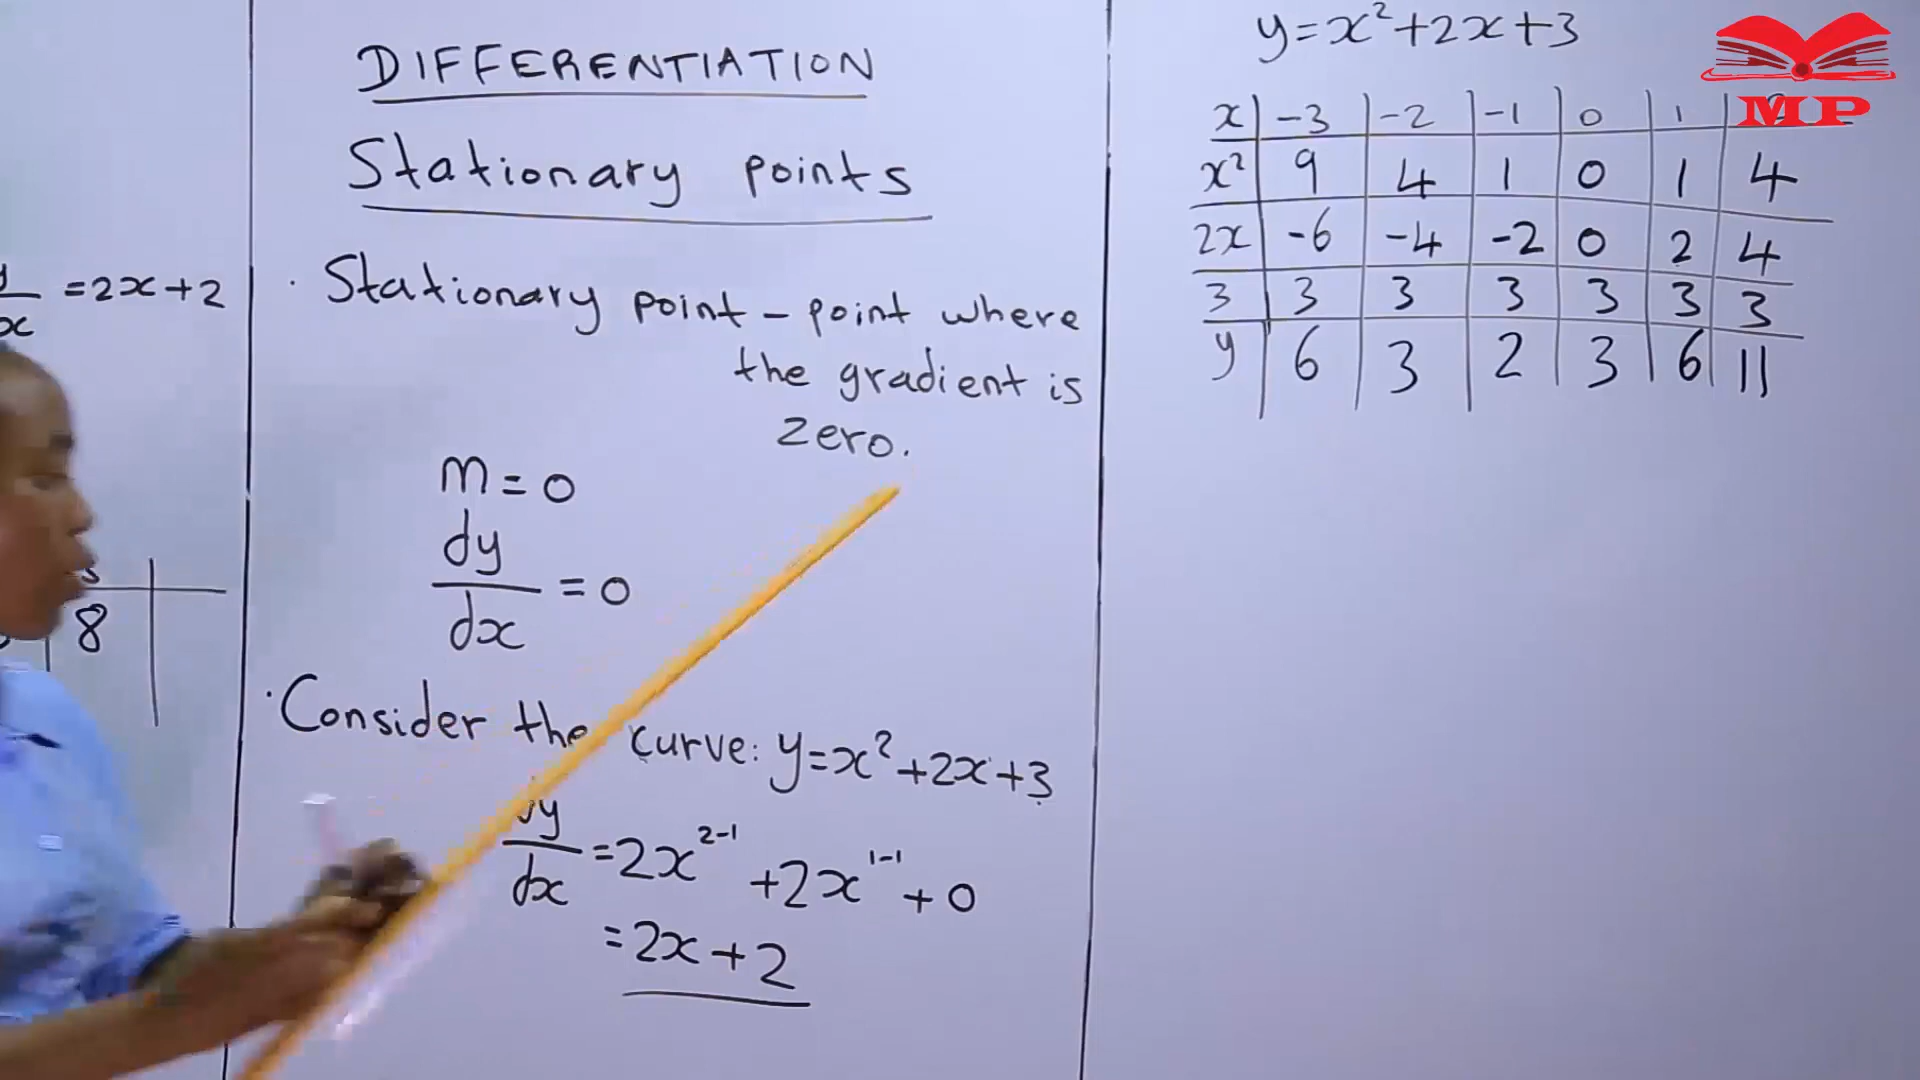 DIFFERENTIATION
Stationary points
· Stationary point - point where
the gradient is
zero.
m = 0
dy
dx = 0
· Consider the curve: y=x²+2x+3
dy
dx =2x²⁻¹ +2x¹⁻¹ + 0
=2x+2
=2x+2
x
8
y=x²+2x+3
x -3 -2 -1 0 1
x² 9 4 1 0 1 4
2x -6 -4 -2 0 2 4
3 3 3 3 3 3 3
y 6 3 2 3 6 11
MP